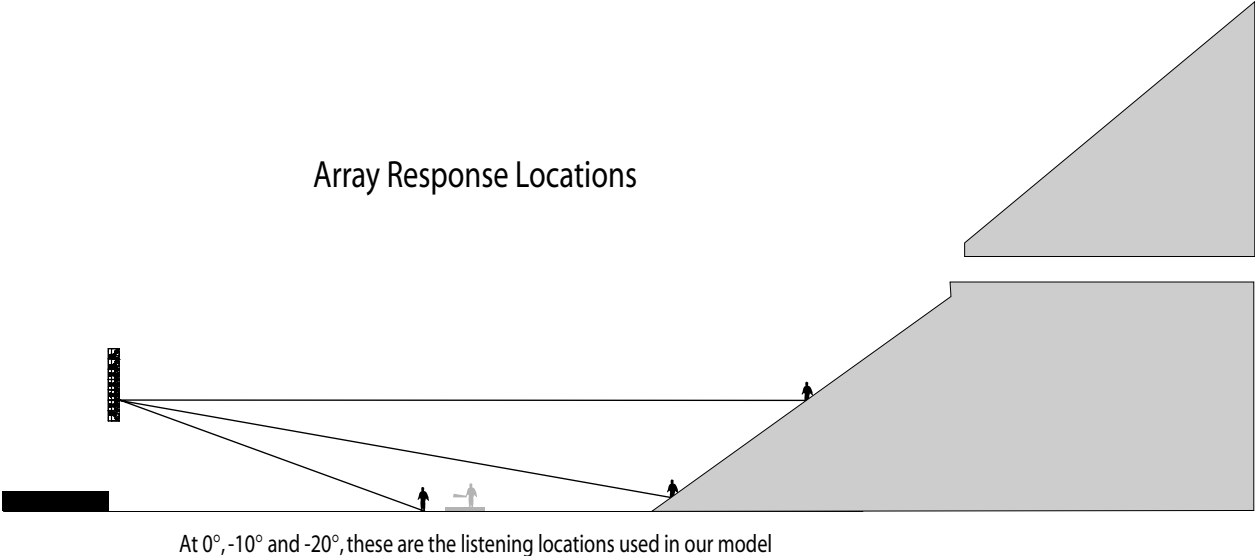 Array Response Locations
At 0°, -10° and -20°, these are the listening locations used in our model